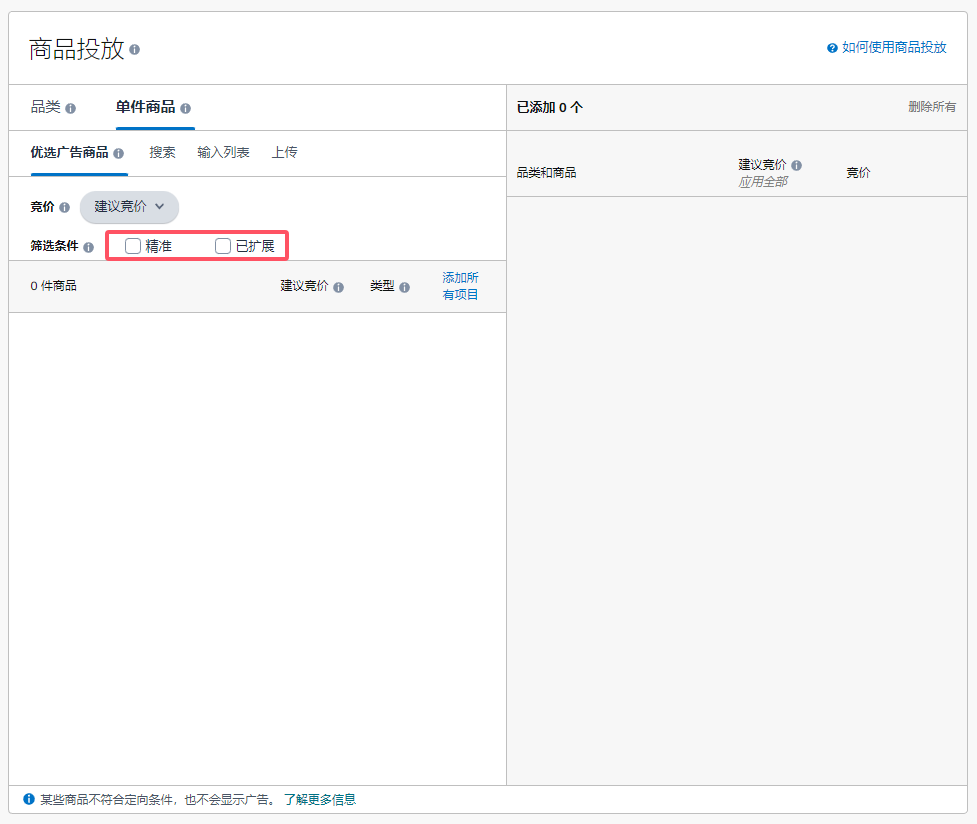 商品投放
如何使用商品投放
品类 单件商品
已添加 0 个 删除所有
优选广告商品 搜索 输入列表 上传
品类和商品 建议竞价 竞价
应用全部
竞价 建议竞价
筛选条件 精准 已扩展
0 件商品 建议竞价 类型 添加所
有项目
某些商品不符合定向条件，也不会显示广告。 了解更多信息